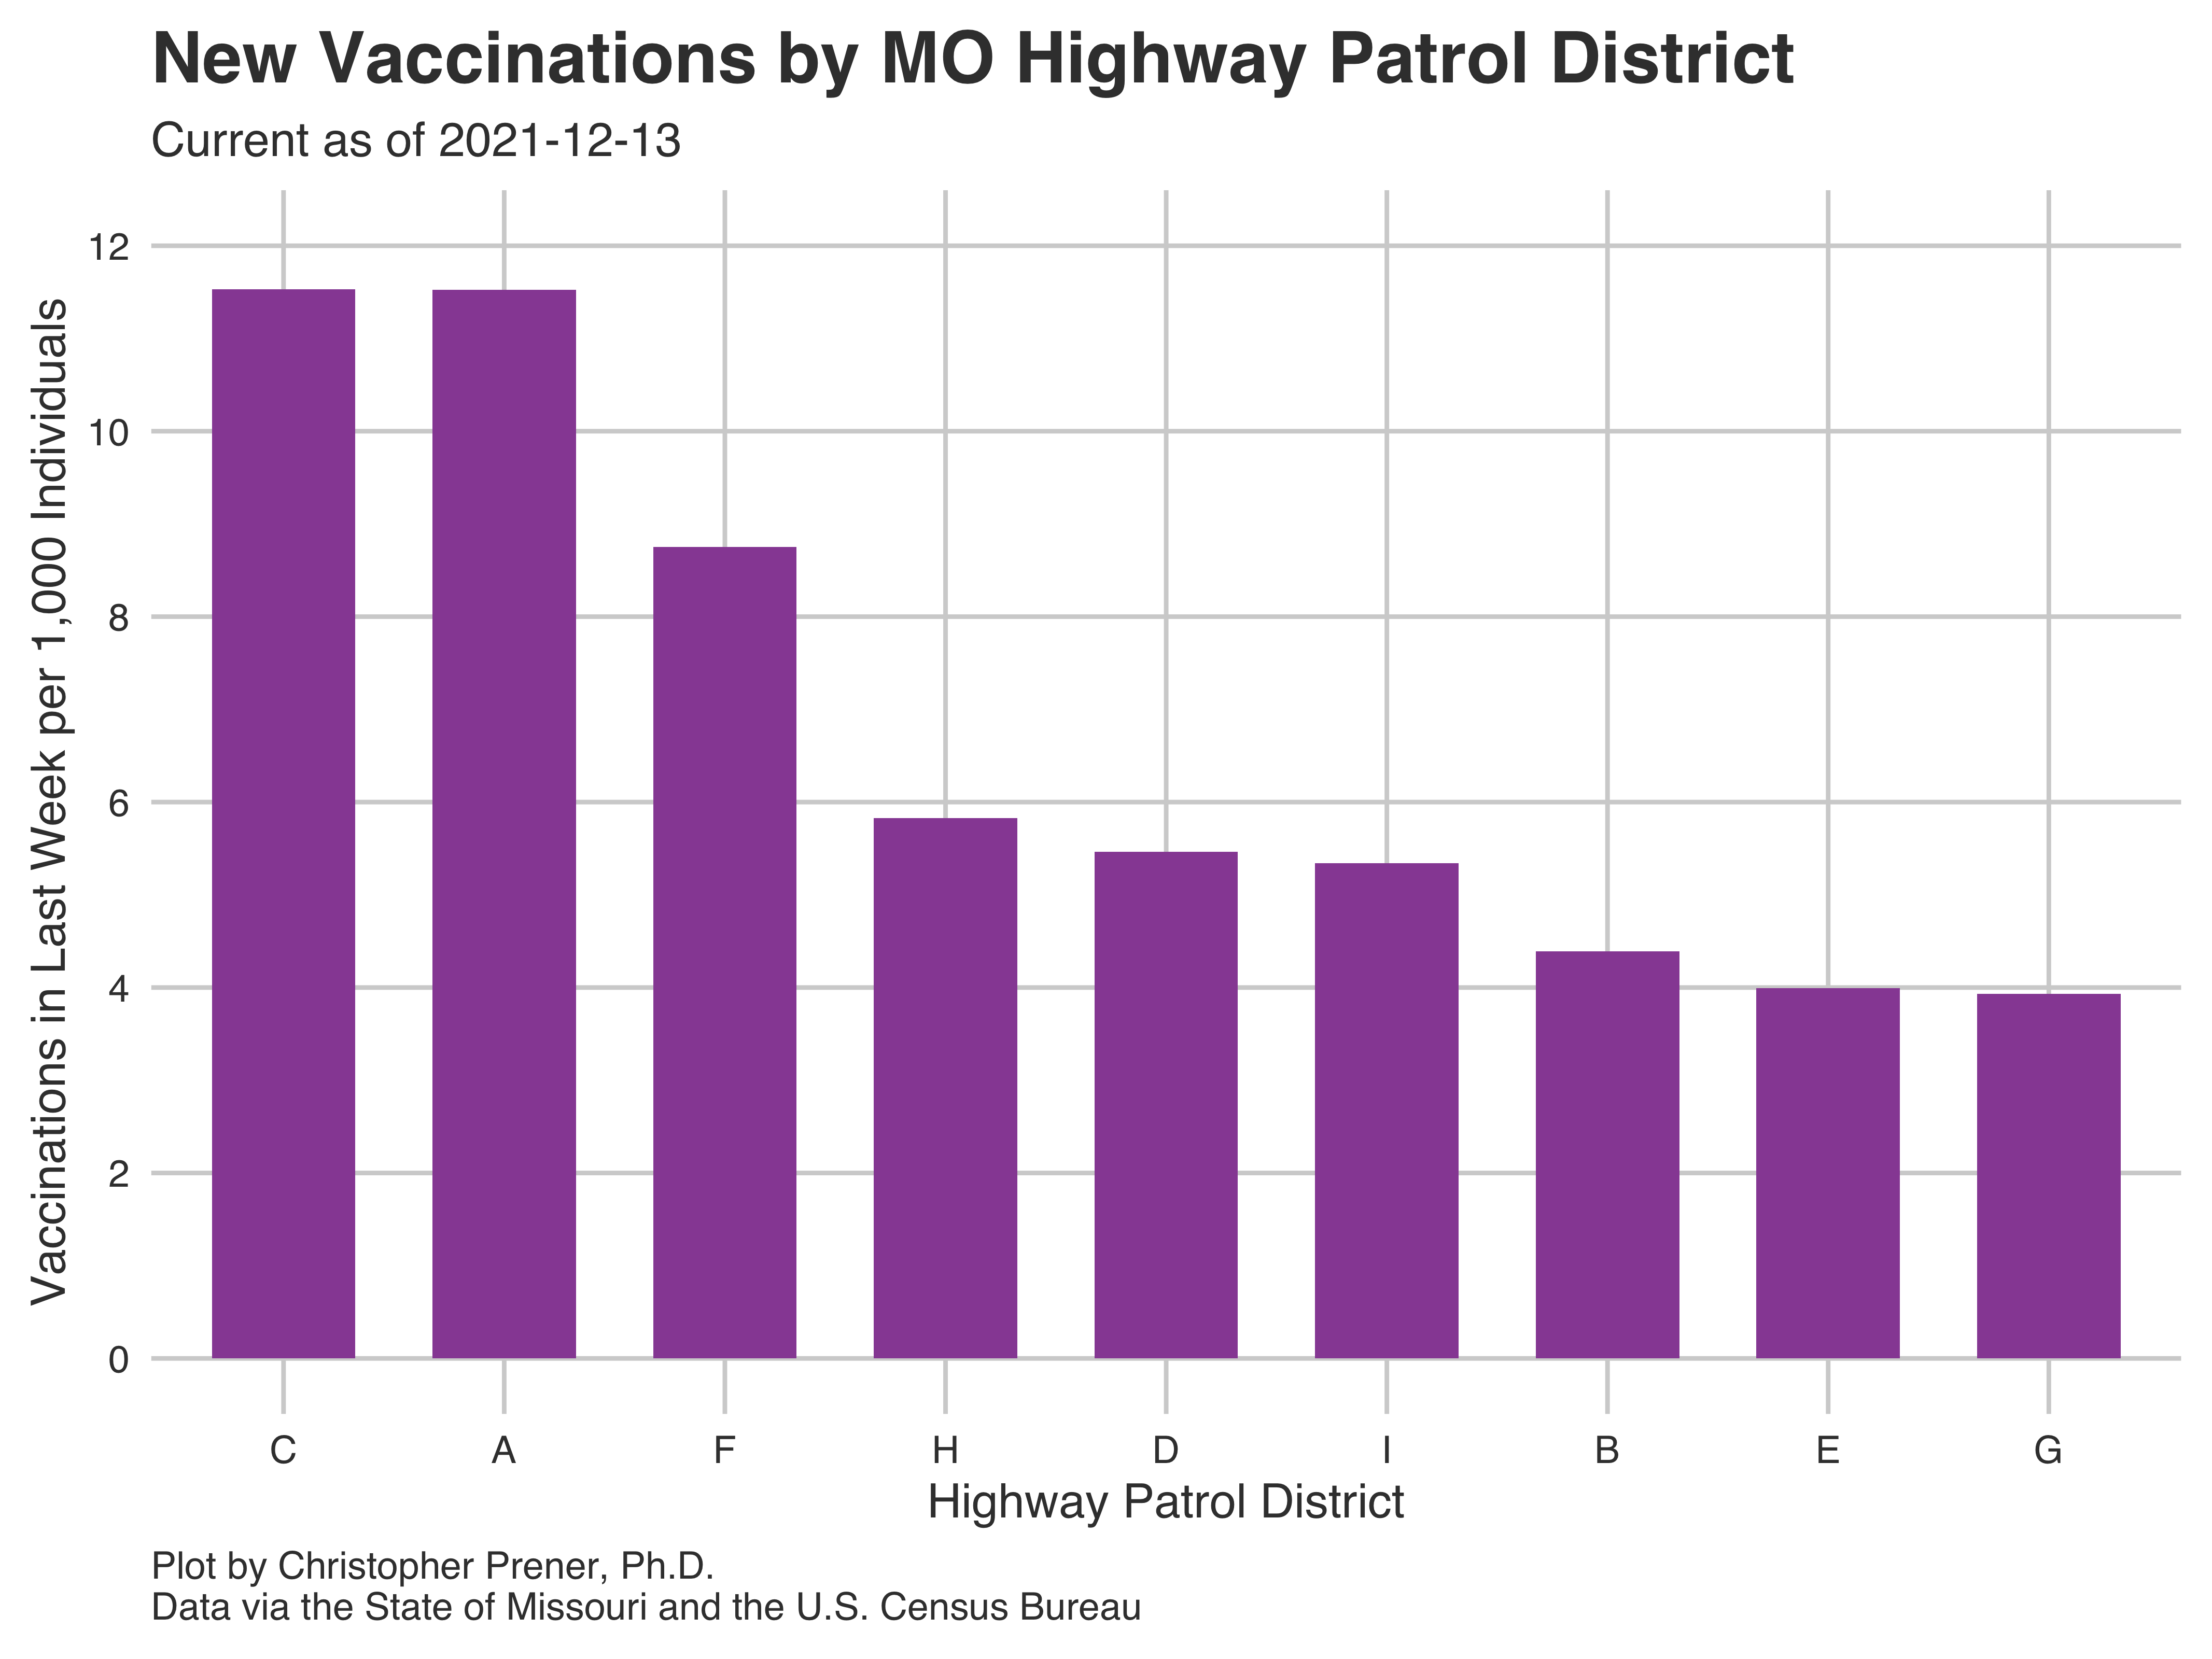 New Vaccinations by MO Highway Patrol District
Current as of 2021-12-13
Vaccinations in Last Week per 1,000 Individuals
12
10
8
6
4
2
0
C A F H D I B E G
Highway Patrol District
Plot by Christopher Prener, Ph.D.
Data via the State of Missouri and the U.S. Census Bureau